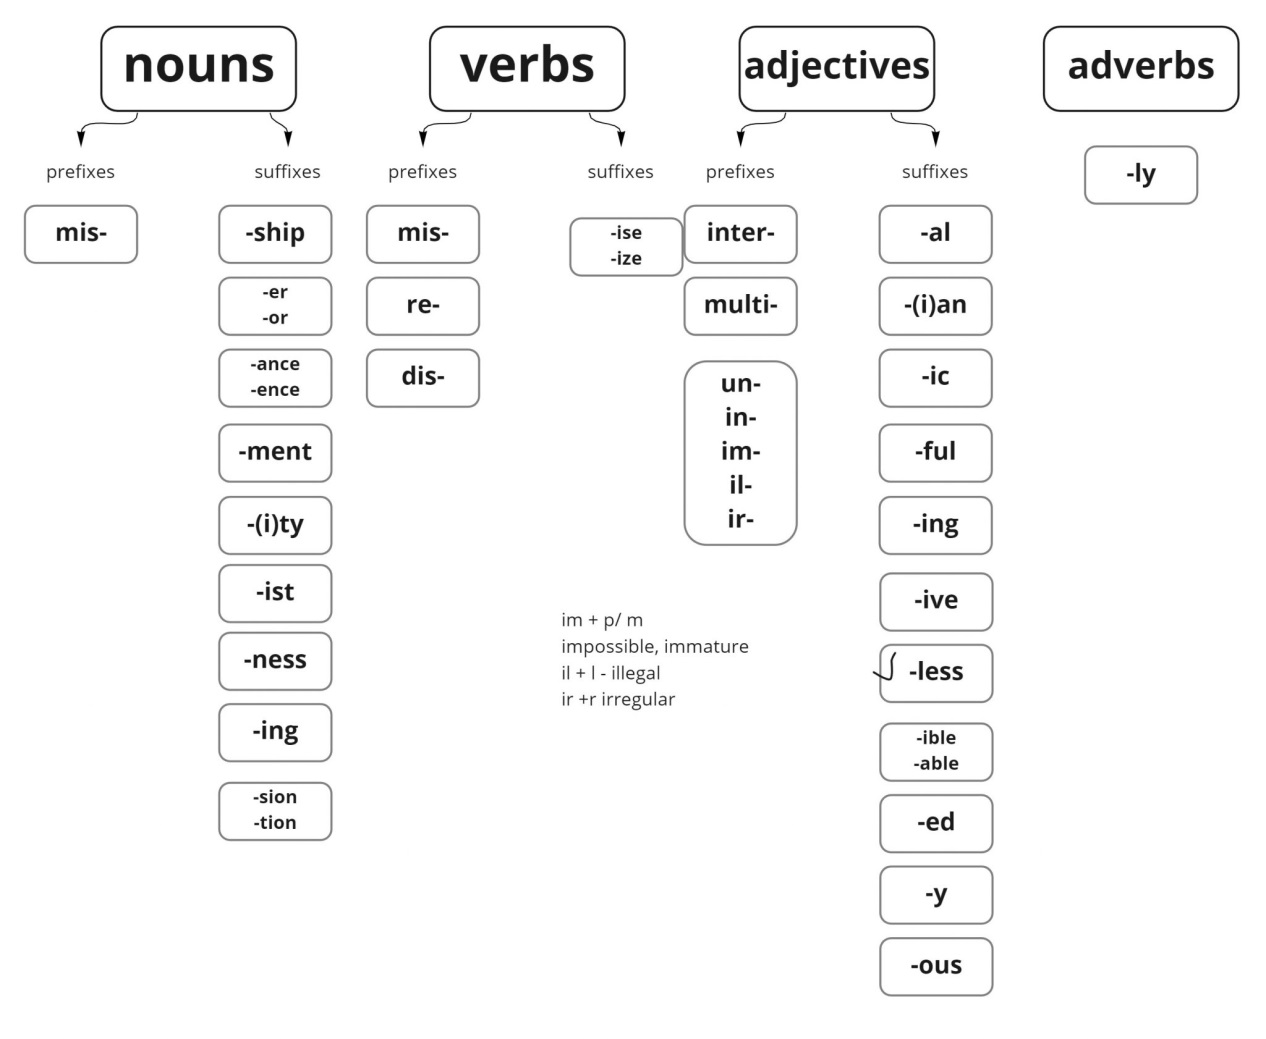 nouns
prefixes
suffixes
mis-
-ship
-er
-or
-ance
-ence
-ment
-(i)ty
-ist
-ness
-ing
-sion
-tion
verbs
prefixes
suffixes
mis-
re-
dis-
-ise
-ize
adjectives
prefixes
suffixes
inter-
multi-
un-
in-
im-
il-
ir-
im + p/ m
impossible, immature
il + l - illegal
ir +r irregular
-al
-(i)an
-ic
-ful
-ing
-ive
-less
-ible
-able
-ed
-y
-ous
adverbs
-ly